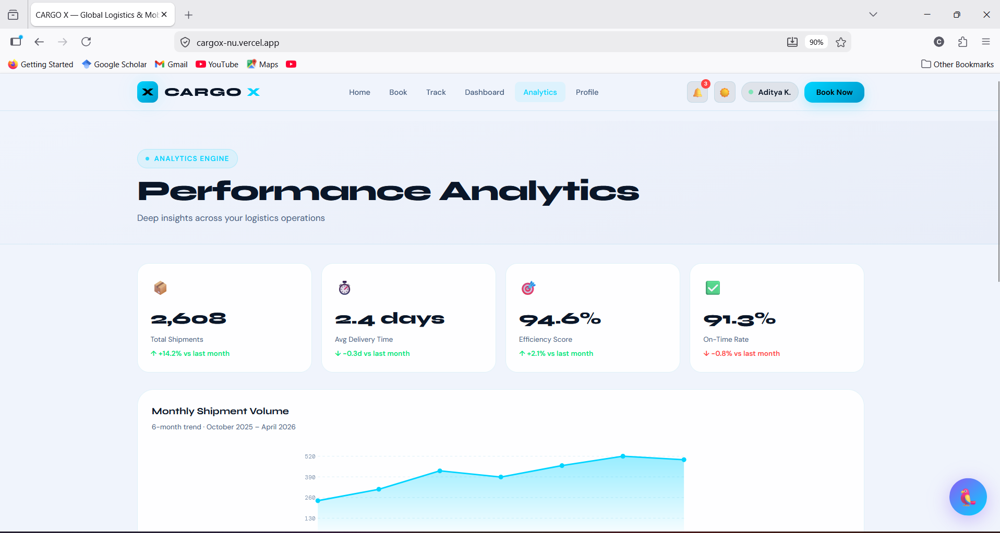 CARGO X — Global Logistics & Mob
cargox-nu.vercel.app
90%
C
Getting Started
Google Scholar
Gmail
YouTube
Maps
Other Bookmarks
X CARGO X
Home
Book
Track
Dashboard
Analytics
Profile
3
Aditya K.
Book Now
ANALYTICS ENGINE
Performance Analytics
Deep insights across your logistics operations
2,608
Total Shipments
↑ +14.2% vs last month
2.4 days
Avg Delivery Time
↓ -0.3d vs last month
94.6%
Efficiency Score
↑ +2.1% vs last month
91.3%
On-Time Rate
↓ -0.8% vs last month
Monthly Shipment Volume
6-month trend · October 2025 – April 2026
520
390
260
130